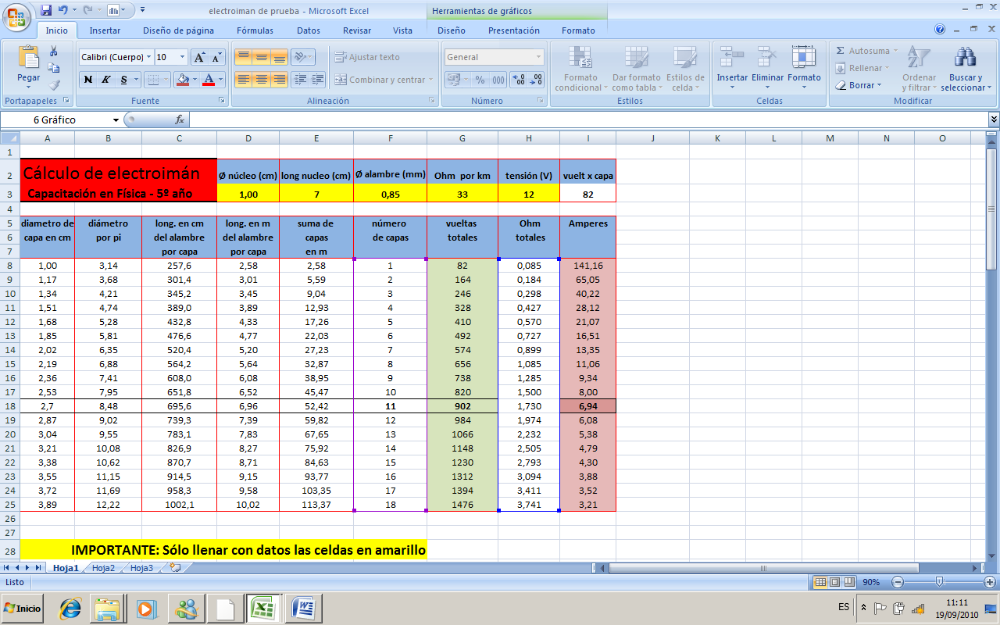 electroiman de prueba - Microsoft Excel
Herramientas de gráficos
Inicio Insertar Diseño de página Fórmulas Datos Revisar Vista Diseño Presentación Formato
Pegar
Portapapeles
Calibri (Cuerpo) 10
N K S
Fuente
Ajustar texto
Combinar y centrar
Alineación
General
% 000
Número
Formato condicional
Dar formato como tabla
Estilos de celda
Estilos
Insertar Eliminar Formato
Celdas
Autosuma
Rellenar
Borrar
Ordenar y filtrar
Buscar y seleccionar
Modificar
6 Gráfico fx
A B C D E F G H I J K L M N O
1
2 Cálculo de electroimán Ø núcleo (cm) long nucleo (cm) Ø alambre (mm) Ohm por km tensión (V) vuelt x capa
3 Capacitación en Física - 5º año 1,00 7 0,85 33 12 82
4
5 diametro de diámetro long. en cm long. en m suma de número vueltas Ohm Amperes
6 capa en cm por pi del alambre del alambre capas de capas totales totales
7 por capa por capa en m
8 1,00 3,14 257,6 2,58 2,58 1 82 0,085 141,16
9 1,17 3,68 301,4 3,01 5,59 2 164 0,184 65,05
10 1,34 4,21 345,2 3,45 9,04 3 246 0,298 40,22
11 1,51 4,74 389,0 3,89 12,93 4 328 0,427 28,12
12 1,68 5,28 432,8 4,33 17,26 5 410 0,570 21,07
13 1,85 5,81 476,6 4,77 22,03 6 492 0,727 16,51
14 2,02 6,35 520,4 5,20 27,23 7 574 0,899 13,35
15 2,19 6,88 564,2 5,64 32,87 8 656 1,085 11,06
16 2,36 7,41 608,0 6,08 38,95 9 738 1,285 9,34
17 2,53 7,95 651,8 6,52 45,47 10 820 1,500 8,00
18 2,7 8,48 695,6 6,96 52,42 11 902 1,730 6,94
19 2,87 9,02 739,3 7,39 59,82 12 984 1,974 6,08
20 3,04 9,55 783,1 7,83 67,65 13 1066 2,232 5,38
21 3,21 10,08 826,9 8,27 75,92 14 1148 2,505 4,79
22 3,38 10,62 870,7 8,71 84,63 15 1230 2,793 4,30
23 3,55 11,15 914,5 9,15 93,77 16 1312 3,094 3,88
24 3,72 11,69 958,3 9,58 103,35 17 1394 3,411 3,52
25 3,89 12,22 1002,1 10,02 113,37 18 1476 3,741 3,21
26
27
28 IMPORTANTE: Sólo llenar con datos las celdas en amarillo
Hoja1 Hoja2 Hoja3
Listo 90%
Inicio ES 11:11
19/09/2010